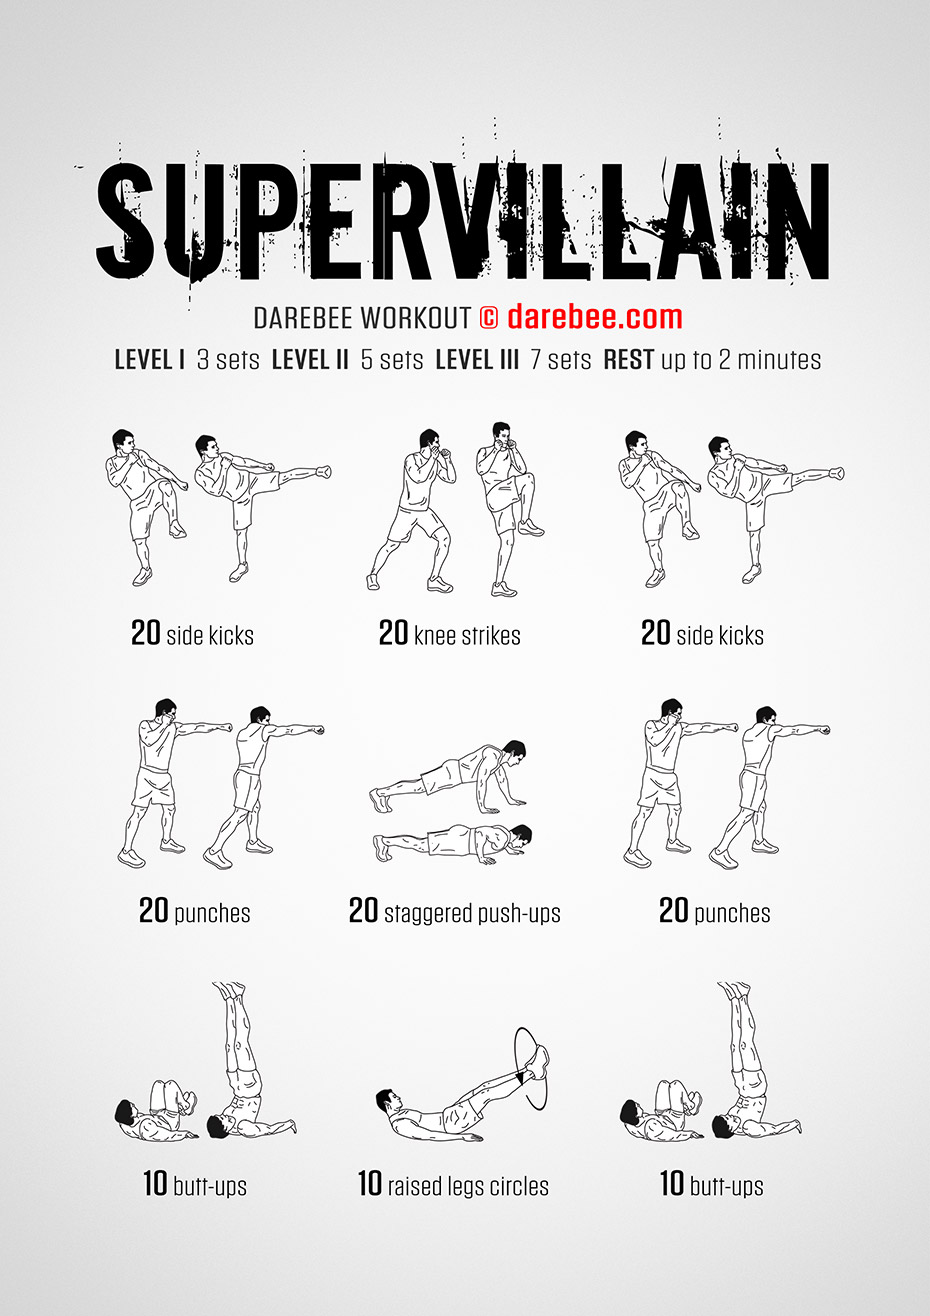 SUPERVILLAIN
DAREBEE WORKOUT © darebee.com
LEVEL I 3 sets LEVEL II 5 sets LEVEL III 7 sets REST up to 2 minutes
20 side kicks
20 knee strikes
20 side kicks
20 punches
20 staggered push-ups
20 punches
10 butt-ups
10 raised legs circles
10 butt-ups